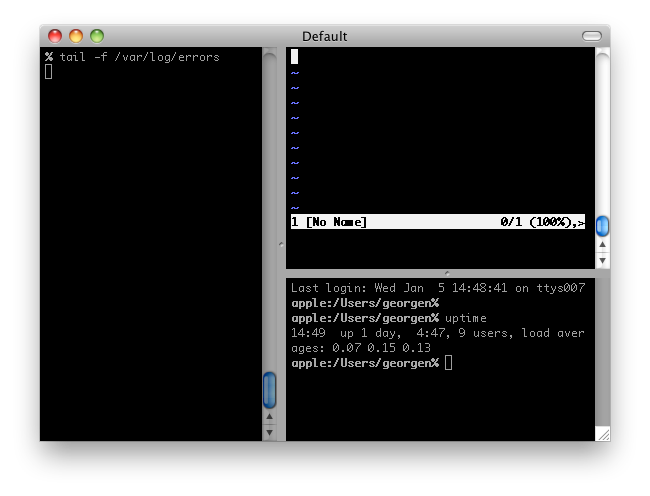 Default
% tail -f /var/log/errors
~
~
~
~
~
~
~
~
~
~
1 [No Name] 0/1 (100%),>
Last login: Wed Jan  5 14:48:41 on ttys007
apple:/Users/georgen%
apple:/Users/georgen% uptime
14:49  up 1 day,  4:47, 9 users, load aver
ages: 0.07 0.15 0.13
apple:/Users/georgen%